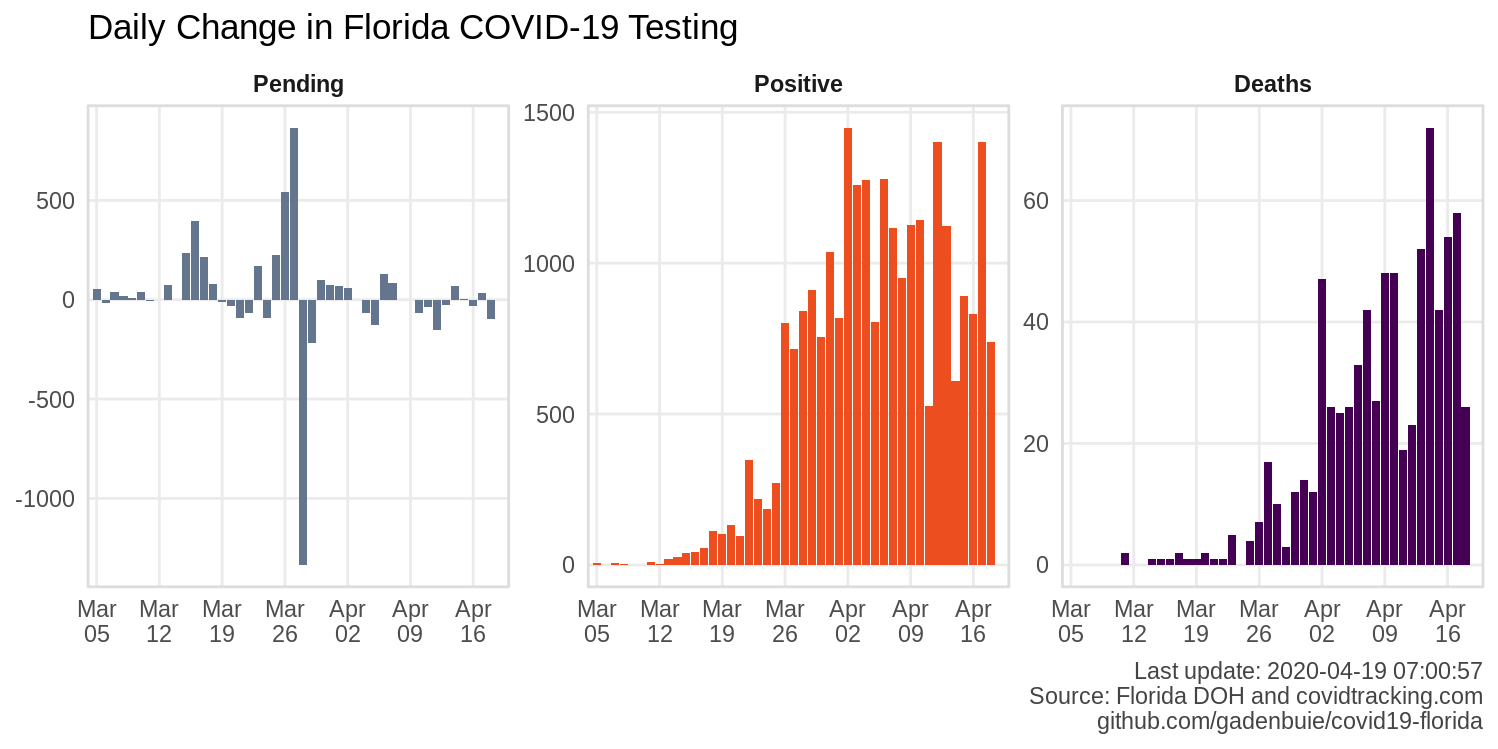 Daily Change in Florida COVID-19 Testing
Pending
Positive
Deaths
500
0
-500
-1000
1500
1000
500
0
60
40
20
0
Mar Mar Mar Mar Apr Apr Apr
05 12 19 26 02 09 16
Mar Mar Mar Mar Apr Apr Apr
05 12 19 26 02 09 16
Mar Mar Mar Mar Apr Apr Apr
05 12 19 26 02 09 16
Last update: 2020-04-19 07:00:57
Source: Florida DOH and covidtracking.com
github.com/gadenbuie/covid19-florida